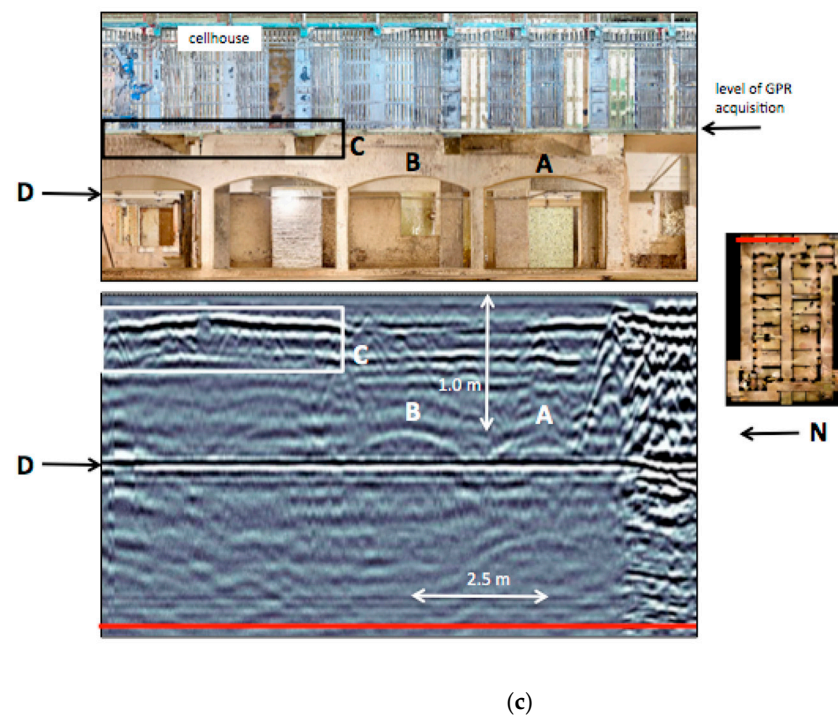 cellhouse
level of GPR
acquisition
C
B
A
D
N
C
1.0 m
B
A
D
2.5 m
(c)